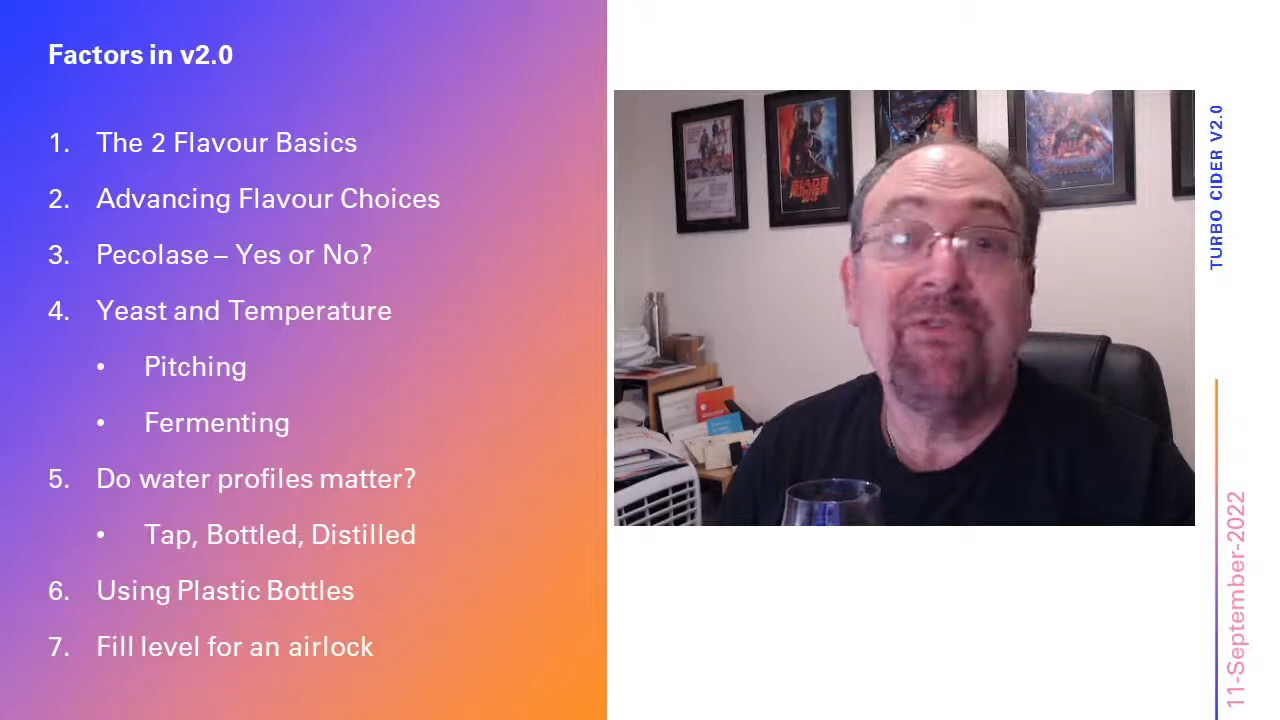 Factors in v2.0
1. The 2 Flavour Basics
2. Advancing Flavour Choices
3. Pecolase – Yes or No?
4. Yeast and Temperature
• Pitching
• Fermenting
5. Do water profiles matter?
• Tap, Bottled, Distilled
6. Using Plastic Bottles
7. Fill level for an airlock
BLADE
RUNNER
TURBO CIDER V2.0
11-September-2022